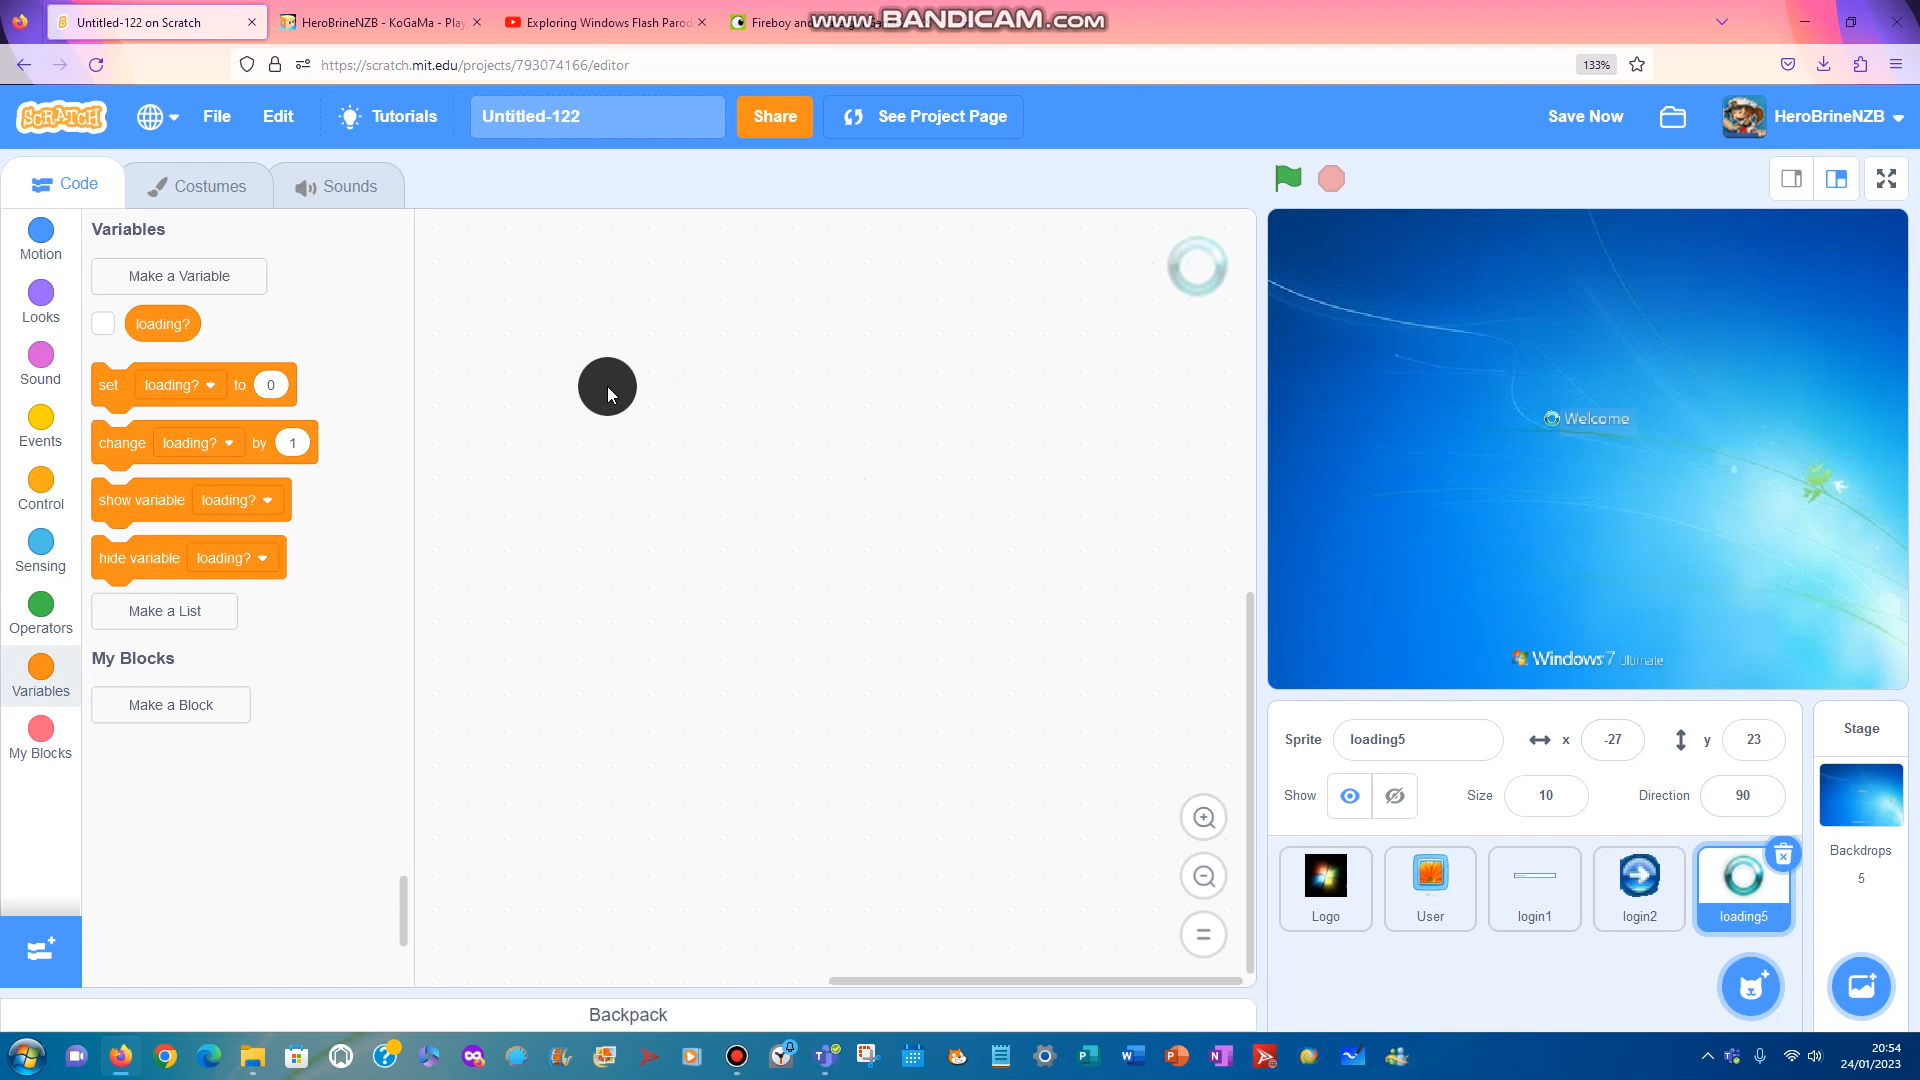 Untitled-122 on Scratch
HeroBrineNZB - KoGaMa - Play
Exploring Windows Flash Parod
Fireboy and
www.BANDICAM.com
https://scratch.mit.edu/projects/793074166/editor
133%
SCRATCH
File
Edit
Tutorials
Untitled-122
Share
See Project Page
Save Now
HeroBrineNZB
Code
Costumes
Sounds
Motion
Looks
Sound
Events
Control
Sensing
Operators
Variables
My Blocks
Variables
Make a Variable
loading?
set loading? to 0
change loading? by 1
show variable loading?
hide variable loading?
Make a List
My Blocks
Make a Block
Welcome
Windows 7 Ultimate
Sprite loading5 x -27 y 23
Show Size 10 Direction 90
Logo
User
login1
login2
loading5
Stage
Backdrops
5
Backpack
20:54
24/01/2023